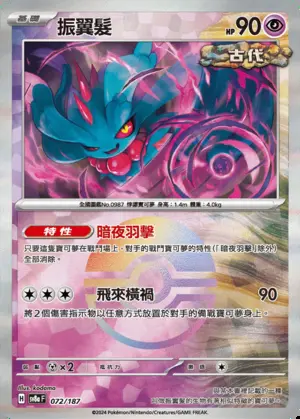 基礎 振翼髮 HP 90
古代
全國圖鑑No.0987 悖謬寶可夢 身高:1.4m 體重:4.0kg
特性 暗夜羽擊
只要這隻寶可夢在戰鬥場上,對手的戰鬥寶可夢的特性(「暗夜羽擊」除外)全部消除。
飛來橫禍 90
將2個傷害指示物以任意方式放置於對手的備戰寶可夢身上。
×2
Illus. kodama
H SV8a F 072/187
©2024 Pokémon/Nintendo/Creatures/GAME FREAK